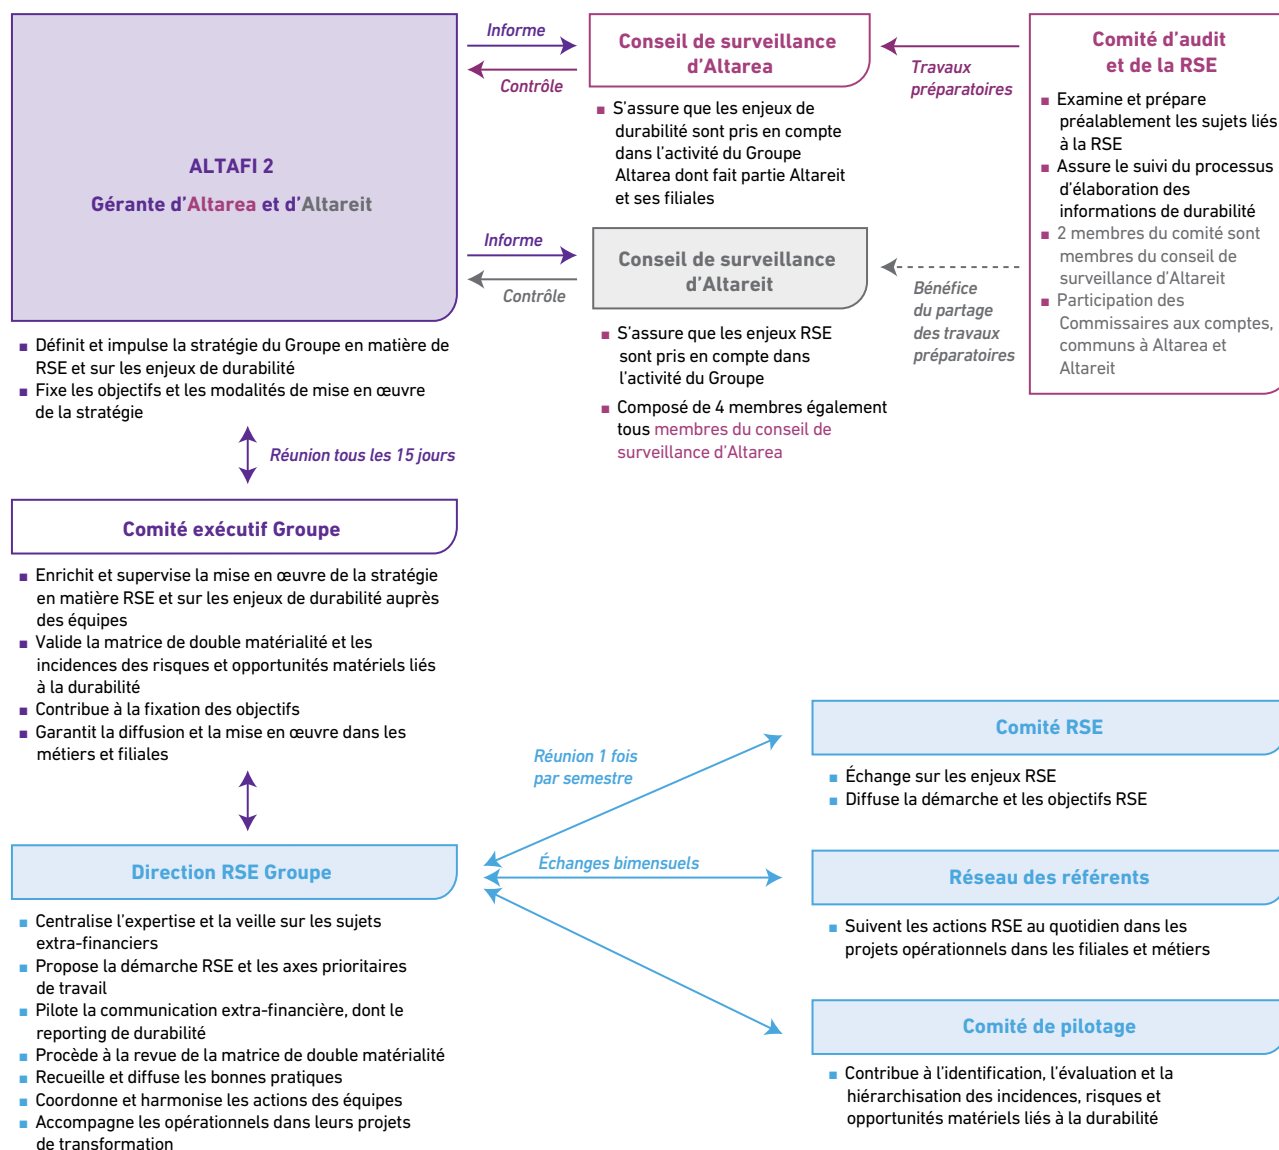 ALTAFI 2
Gérante d'Altarea et d'Altareit
■ Définit et impulse la stratégie du Groupe en matière de
RSE et sur les enjeux de durabilité
■ Fixe les objectifs et les modalités de mise en œuvre
de la stratégie
Informe
Contrôle
Conseil de surveillance
d'Altarea
■ S'assure que les enjeux de
durabilité sont pris en compte
dans l'activité du Groupe
Altarea dont fait partie Altareit
et ses filiales
Travaux
préparatoires
Comité d'audit
et de la RSE
■ Examine et prépare
préalablement les sujets liés
à la RSE
■ Assure le suivi du processus
d'élaboration des
informations de durabilité
■ 2 membres du comité sont
membres du conseil de
surveillance d'Altareit
■ Participation des
Commissaires aux comptes,
communs à Altarea et
Altareit
Informe
Contrôle
Conseil de surveillance
d'Altareit
■ S'assure que les enjeux RSE
sont pris en compte dans
l'activité du Groupe
■ Composé de 4 membres également
tous membres du conseil de
surveillance d'Altarea
Bénéfice
du partage
des travaux
préparatoires
Réunion tous les 15 jours
Comité exécutif Groupe
■ Enrichit et supervise la mise en œuvre de la stratégie
en matière RSE et sur les enjeux de durabilité auprès
des équipes
■ Valide la matrice de double matérialité et les
incidences des risques et opportunités matériels liés
à la durabilité
■ Contribue à la fixation des objectifs
■ Garantit la diffusion et la mise en œuvre dans les
métiers et filiales
Direction RSE Groupe
■ Centralise l'expertise et la veille sur les sujets
extra-financiers
■ Propose la démarche RSE et les axes prioritaires
de travail
■ Pilote la communication extra-financière, dont le
reporting de durabilité
■ Procède à la revue de la matrice de double matérialité
■ Recueille et diffuse les bonnes pratiques
■ Coordonne et harmonise les actions des équipes
■ Accompagne les opérationnels dans leurs projets
de transformation
Réunion 1 fois
par semestre
Comité RSE
■ Échange sur les enjeux RSE
■ Diffuse la démarche et les objectifs RSE
Échanges bimensuels
Réseau des référents
■ Suivent les actions RSE au quotidien dans les
projets opérationnels dans les filiales et métiers
Comité de pilotage
■ Contribue à l'identification, l'évaluation et la
hiérarchisation des incidences, risques et
opportunités matériels liés à la durabilité